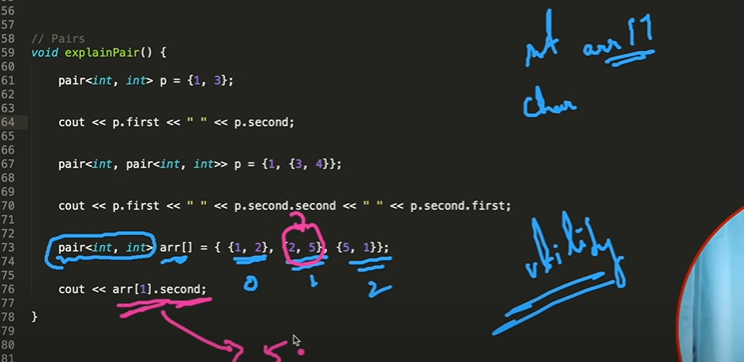 56
57
58 // Pairs
59 void explainPair() {
60
61 pair<int, int> p = {1, 3};
62
63
64 cout << p.first << " " << p.second;
65
66
67 pair<int, pair<int, int>> p = {1, {3, 4}};
68
69
70 cout << p.first << " " << p.second.second << " " << p.second.first;
71
72
73 pair<int, int> arr[] = { {1, 2}, {2, 5}, {5, 1}};
74
75
76 cout << arr[1].second;
77
78 }
79
80
81
int arr[]
char
utility
0 1 2